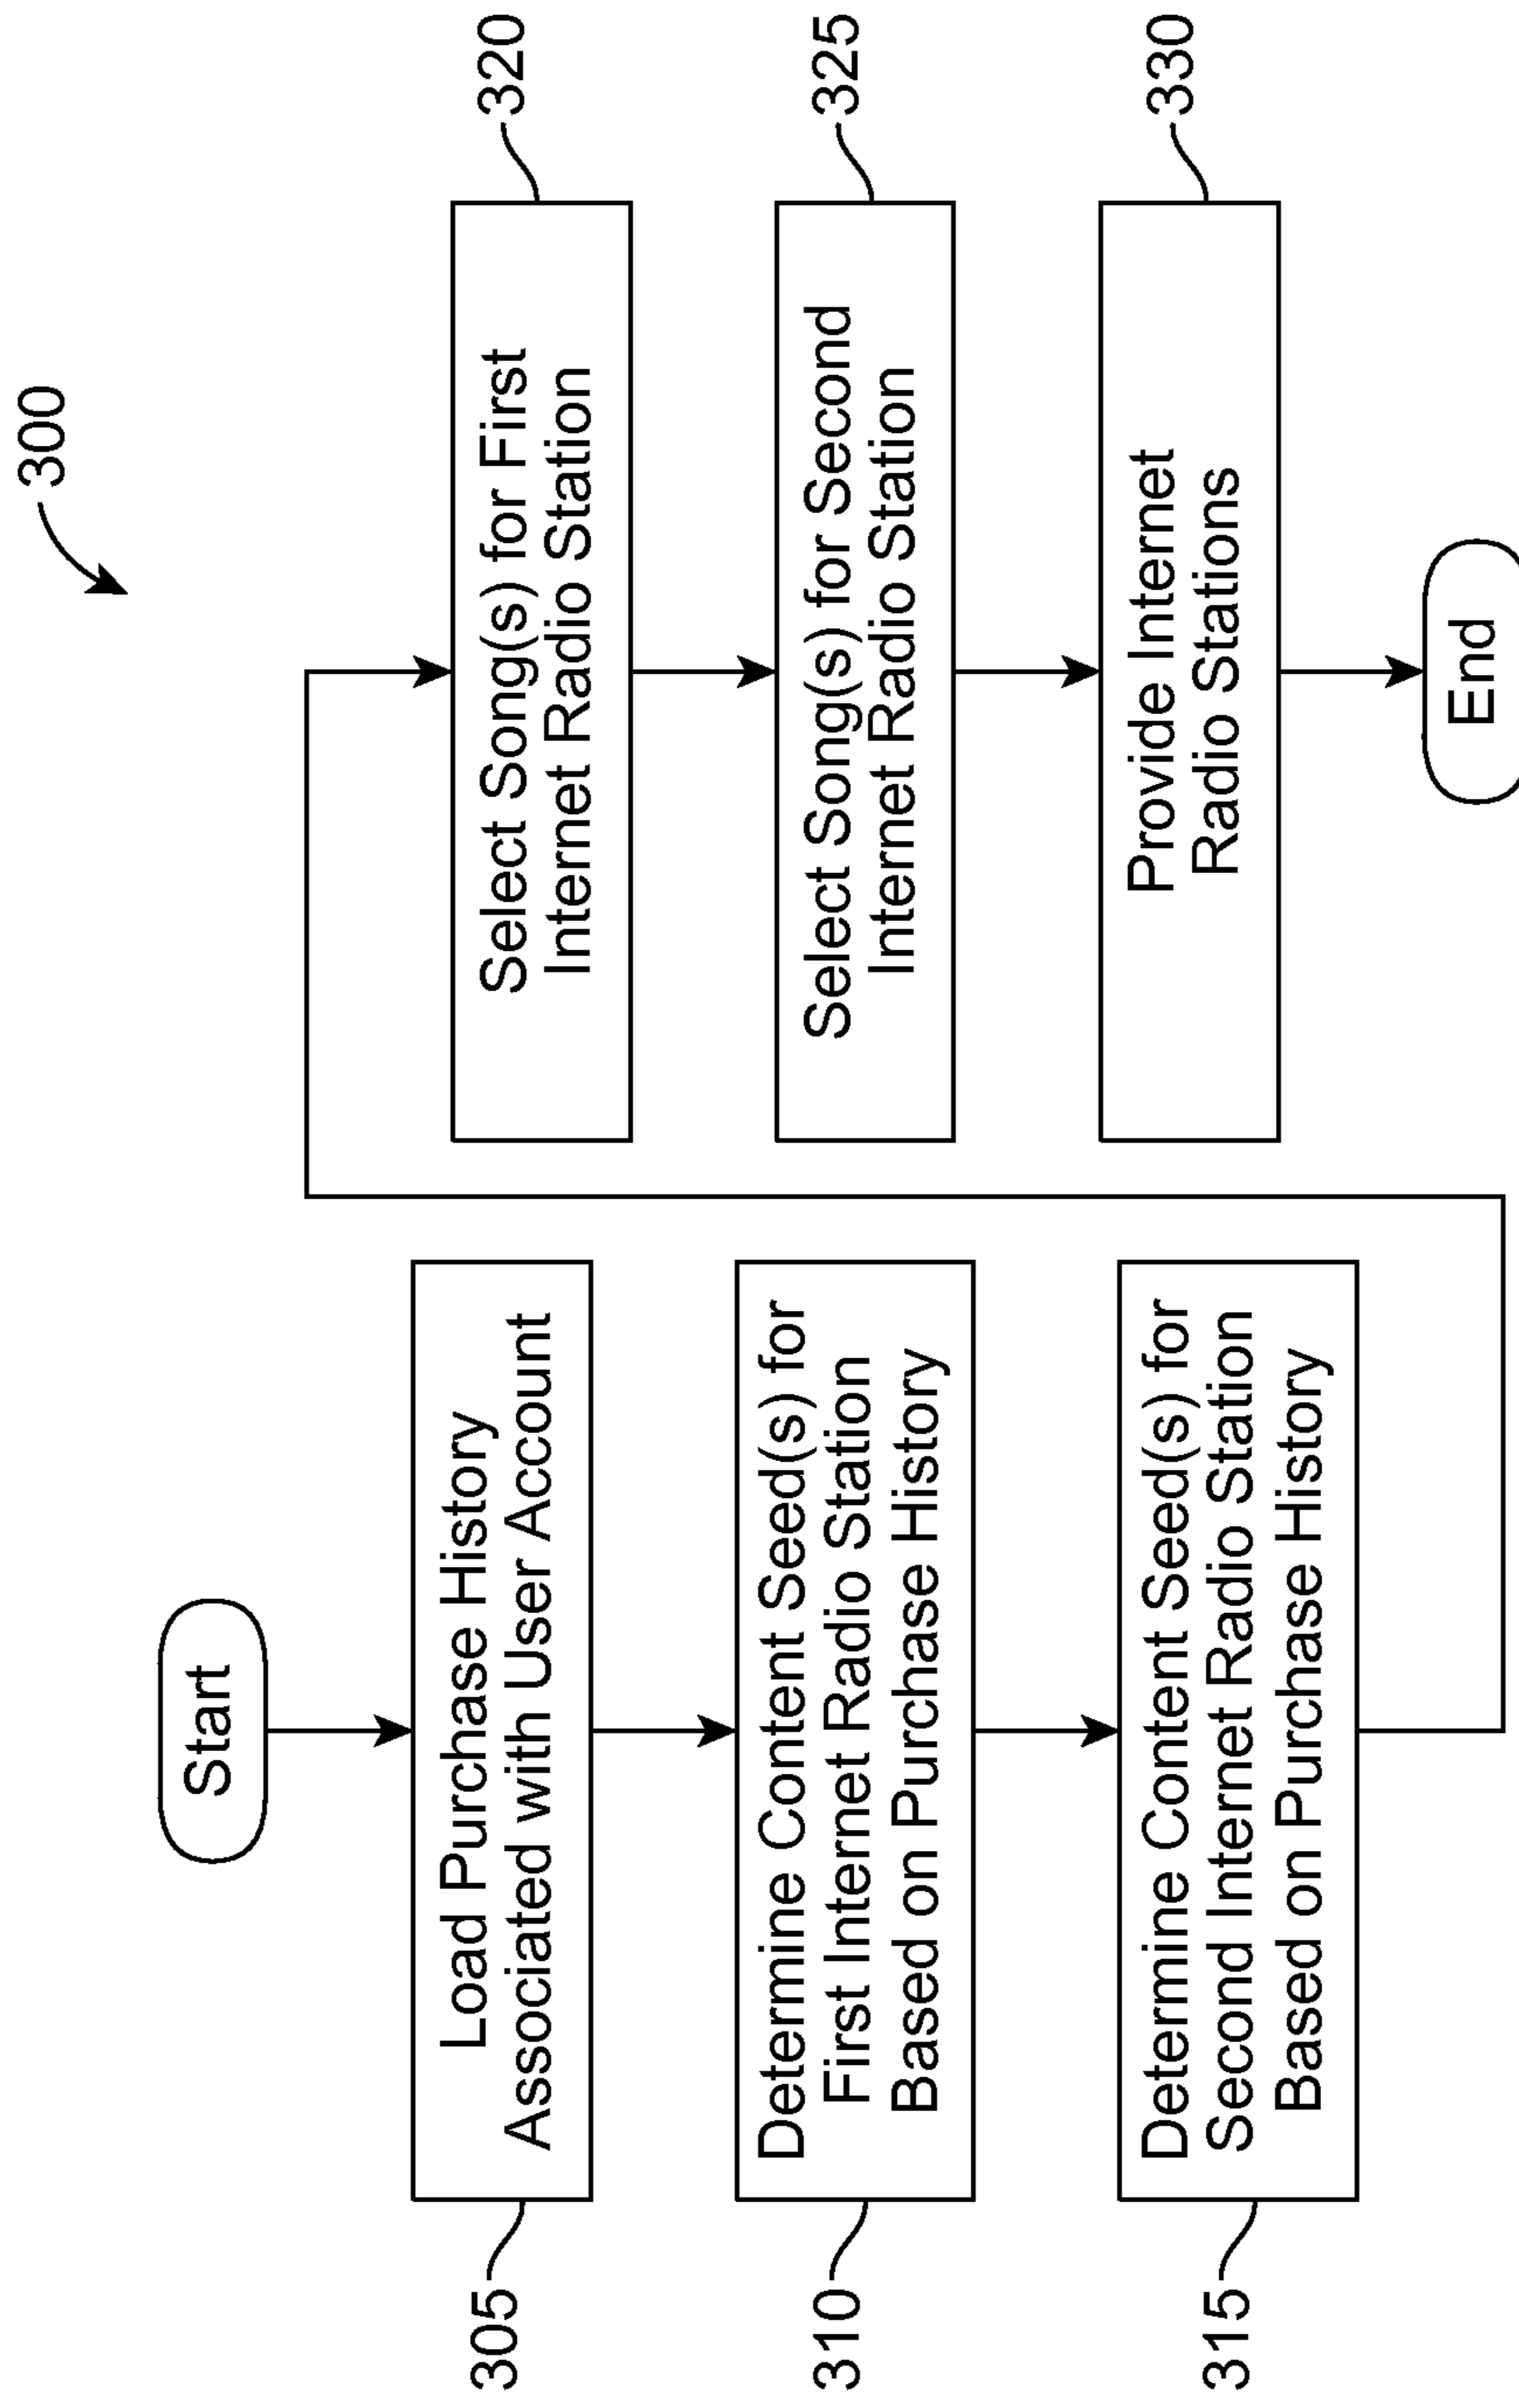 300
Start
Load Purchase History
Associated with User Account
305
Determine Content Seed(s) for
First Internet Radio Station
Based on Purchase History
310
Determine Content Seed(s) for
Second Internet Radio Station
Based on Purchase History
315
Select Song(s) for First
Internet Radio Station
320
Select Song(s) for Second
Internet Radio Station
325
Provide Internet
Radio Stations
330
End